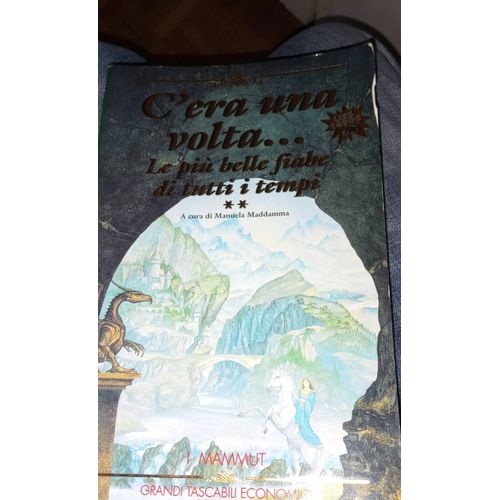 C'era una
volta...
Le più belle fiabe
di tutti i tempi
**
A cura di Manuela Maddamma
I MAMMUT
GRANDI TASCABILI ECONOMICI